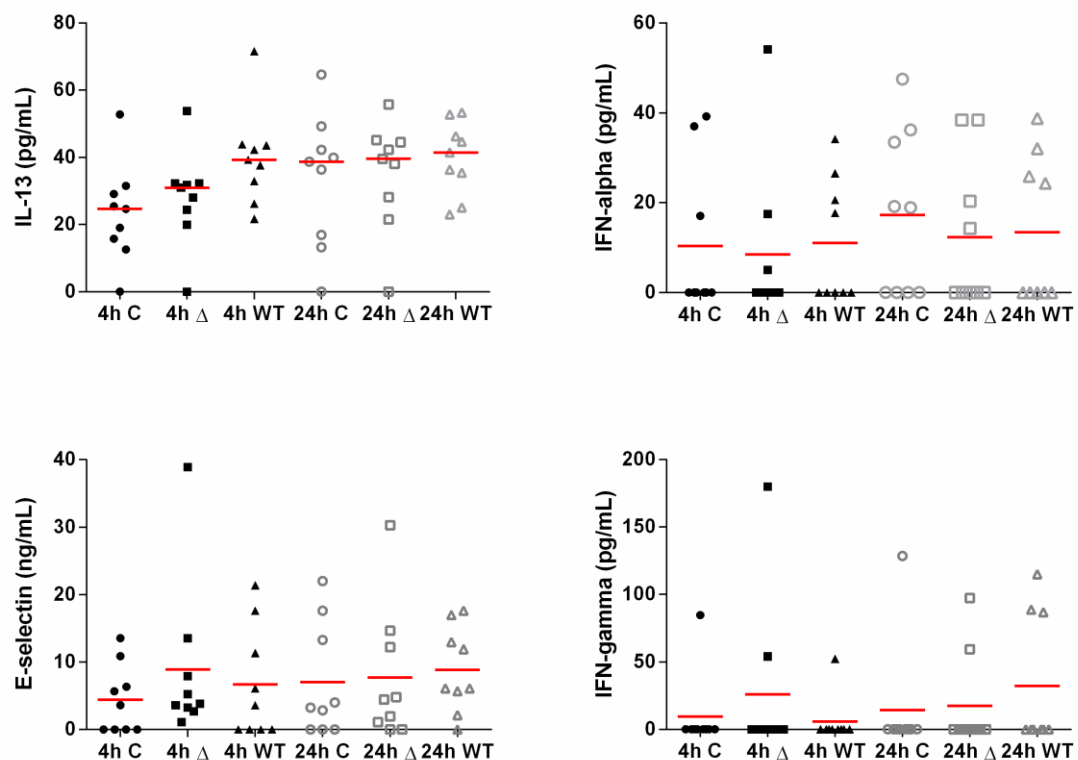 IL-13 (pg/mL)
80
60
40
20
0
4h C 4h Δ 4h WT 24h C 24h Δ 24h WT
IFN-alpha (pg/mL)
60
40
20
0
4h C 4h Δ 4h WT 24h C 24h Δ 24h WT
E-selectin (ng/mL)
40
30
20
10
0
4h C 4h Δ 4h WT 24h C 24h Δ 24h WT
IFN-gamma (pg/mL)
200
150
100
50
0
4h C 4h Δ 4h WT 24h C 24h Δ 24h WT